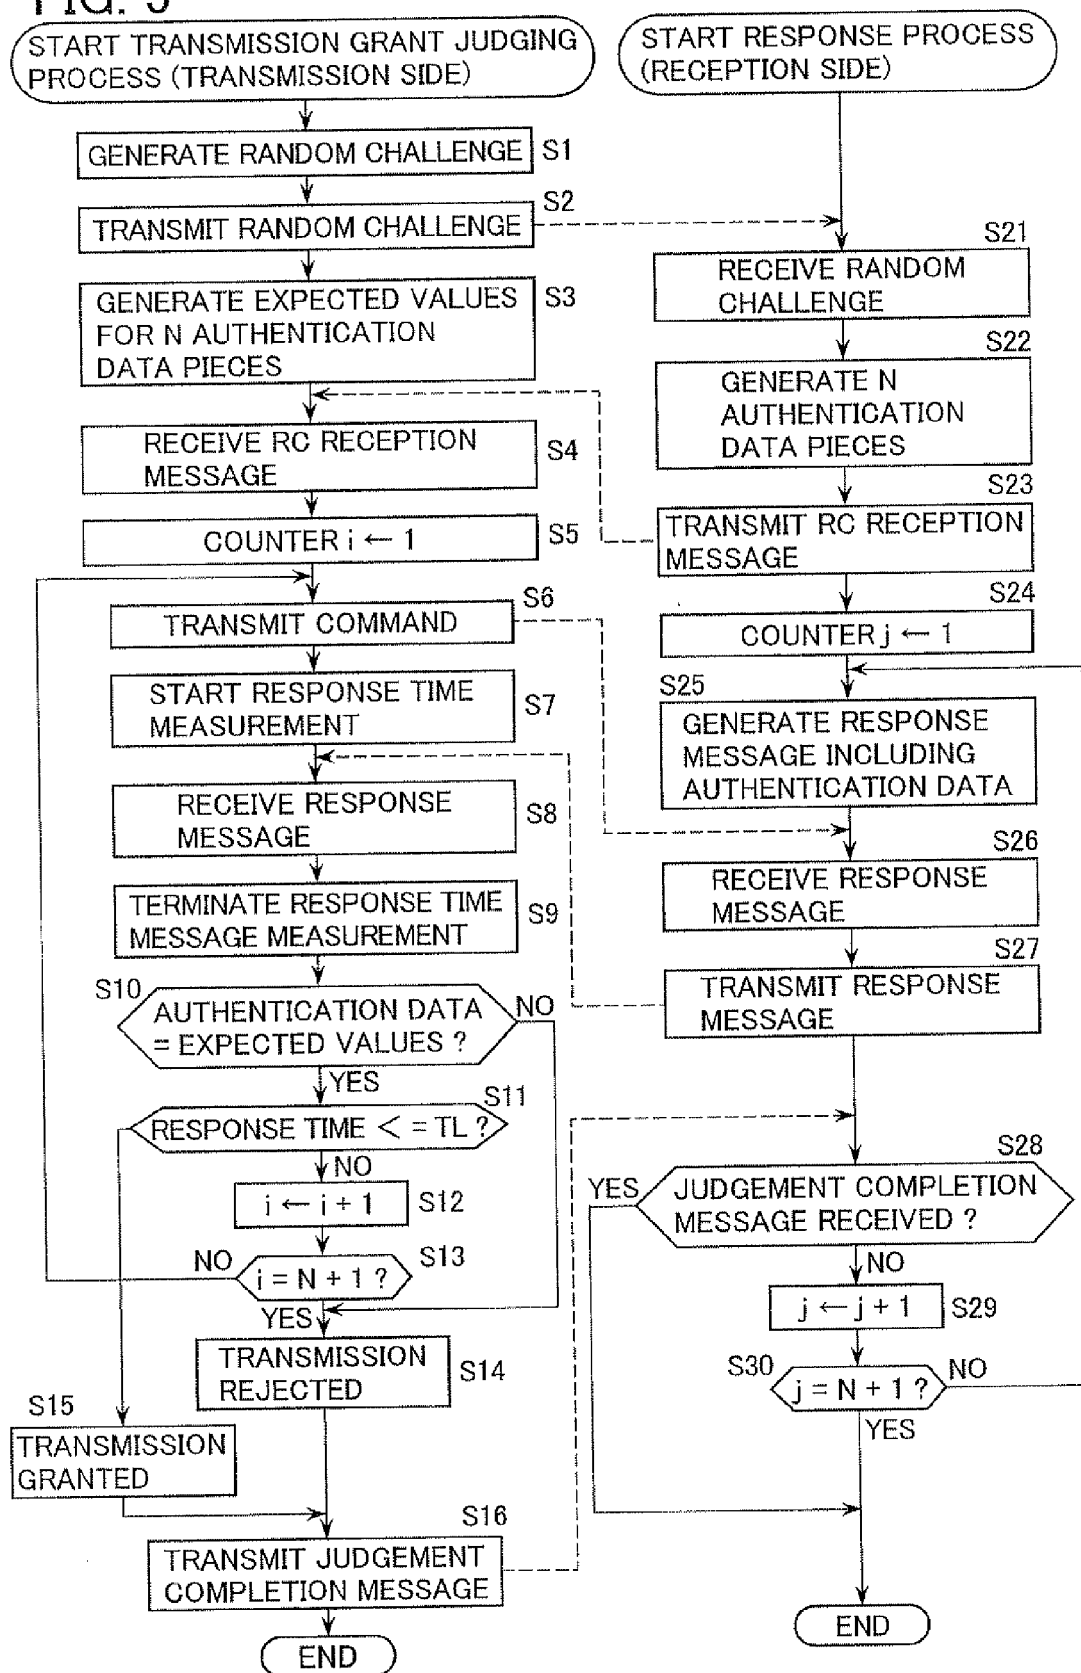 START TRANSMISSION GRANT JUDGING
PROCESS (TRANSMISSION SIDE)
GENERATE RANDOM CHALLENGE
S1
TRANSMIT RANDOM CHALLENGE
S2
GENERATE EXPECTED VALUES
FOR N AUTHENTICATION
DATA PIECES
S3
RECEIVE RC RECEPTION
MESSAGE
S4
COUNTER i ← 1
S5
S6
TRANSMIT COMMAND
START RESPONSE TIME
MEASUREMENT
S7
RECEIVE RESPONSE
MESSAGE
S8
TERMINATE RESPONSE TIME
MESSAGE MEASUREMENT
S9
S10
AUTHENTICATION DATA
= EXPECTED VALUES ?
NO
YES
S11
RESPONSE TIME < = TL ?
NO
i ← i + 1
S12
NO
i = N + 1 ?
S13
YES
TRANSMISSION
REJECTED
S14
S15
TRANSMISSION
GRANTED
S16
TRANSMIT JUDGEMENT
COMPLETION MESSAGE
END
START RESPONSE PROCESS
(RECEPTION SIDE)
S21
RECEIVE RANDOM
CHALLENGE
S22
GENERATE N
AUTHENTICATION
DATA PIECES
S23
TRANSMIT RC RECEPTION
MESSAGE
S24
COUNTER j ← 1
S25
GENERATE RESPONSE
MESSAGE INCLUDING
AUTHENTICATION DATA
S26
RECEIVE RESPONSE
MESSAGE
S27
TRANSMIT RESPONSE
MESSAGE
S28
YES
JUDGEMENT COMPLETION
MESSAGE RECEIVED ?
NO
j ← j + 1
S29
S30
j = N + 1 ?
NO
YES
END